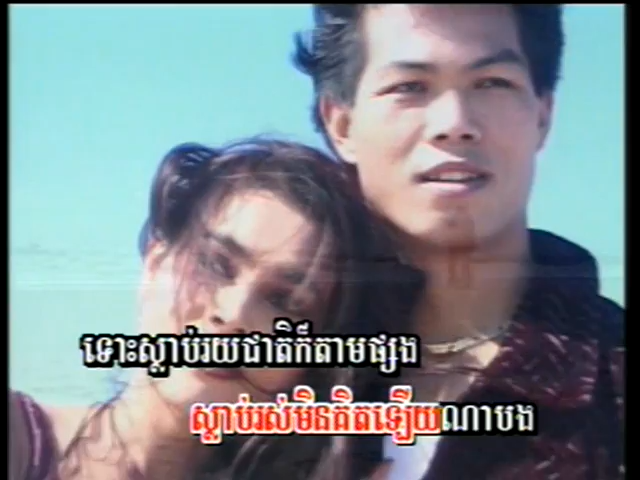 ទោះស្លាប់រយជាតិក៏តាមផ្សង
ស្លាប់រស់មិនគិតឡើយណាបង